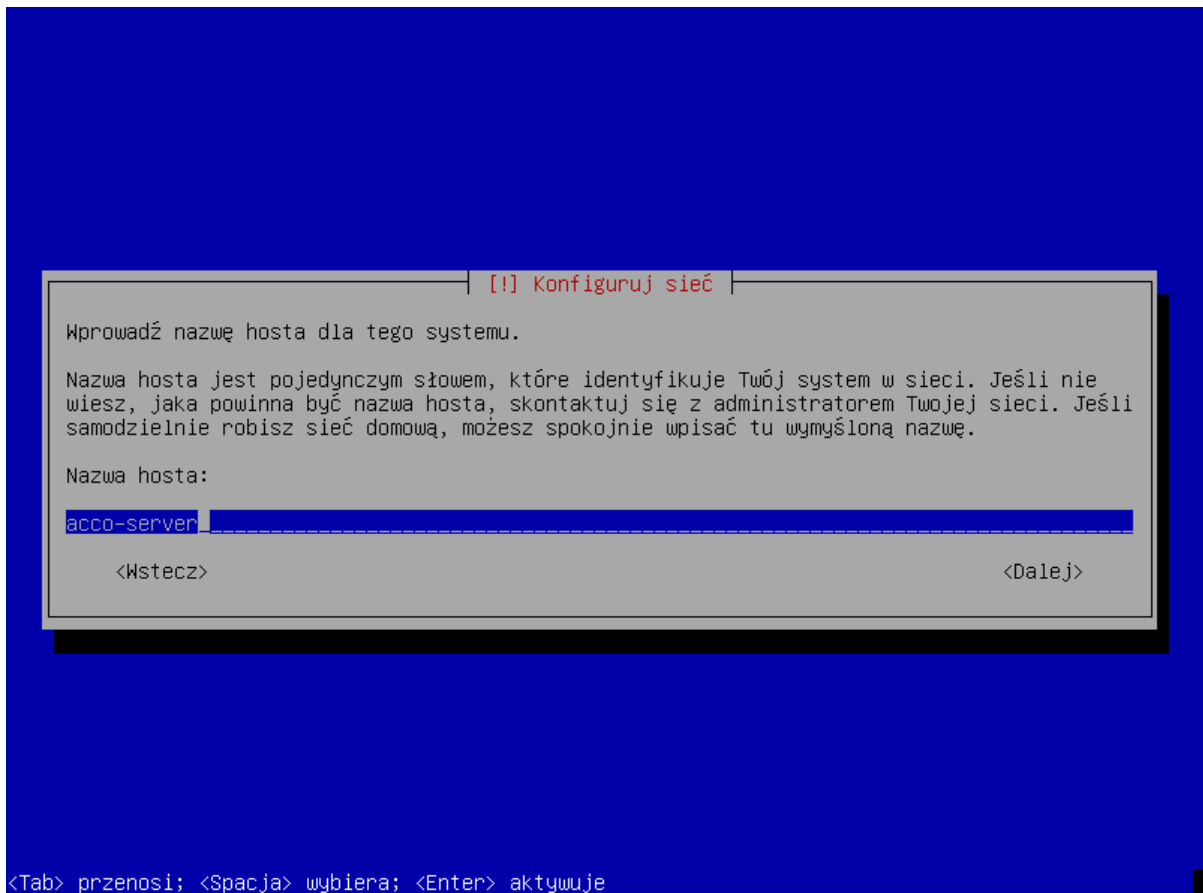 [!] Konfiguruj sieć
Wprowadź nazwę hosta dla tego systemu.
Nazwa hosta jest pojedynczym słowem, które identyfikuje Twój system w sieci. Jeśli nie
wiesz, jaka powinna być nazwa hosta, skontaktuj się z administratorem Twojej sieci. Jeśli
samodzielnie robisz sieć domową, możesz spokojnie wpisać tu wymyśloną nazwę.
Nazwa hosta:
acco-server
<Wstecz> <Dalej>
<Tab> przenosi; <Spacja> wybiera; <Enter> aktywuje